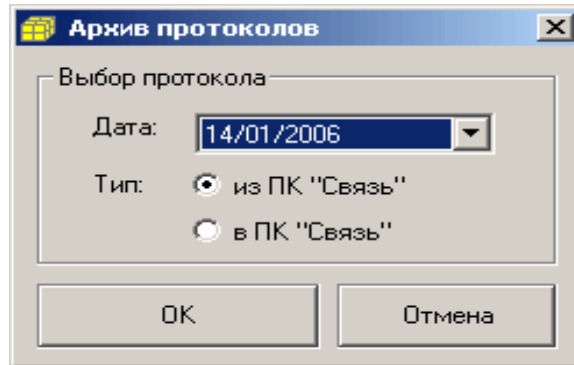 Архив протоколов
Выбор протокола
Дата: 14/01/2006
Тип: из ПК "Связь"
в ПК "Связь"
OK Отмена